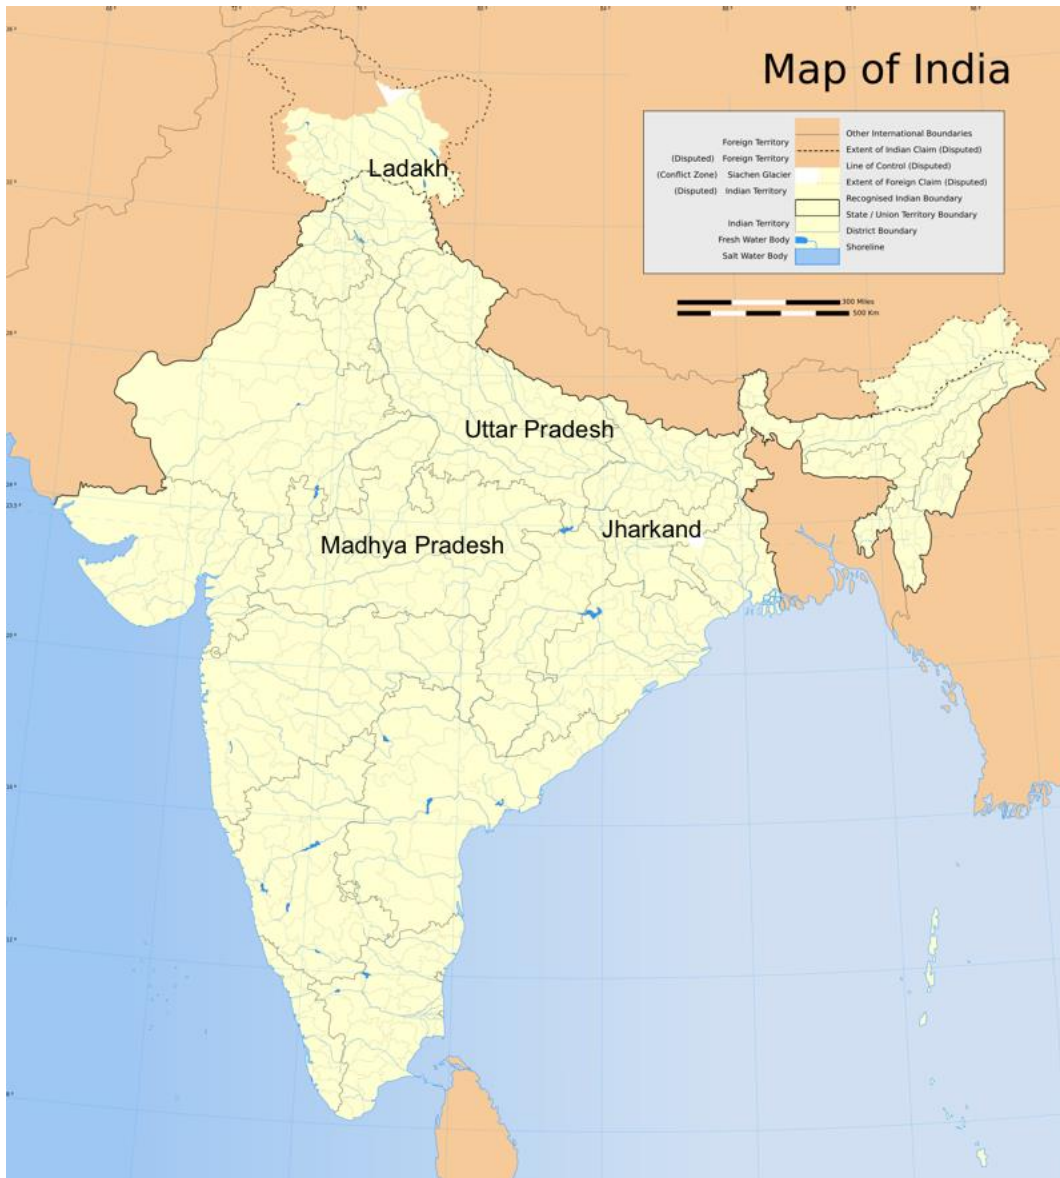 Map of India
Foreign Territory
(Disputed) Foreign Territory
(Conflict Zone) Siachen Glacier
(Disputed) Indian Territory
Indian Territory
Fresh Water Body
Salt Water Body
Other International Boundaries
Extent of Indian Claim (Disputed)
Line of Control (Disputed)
Extent of Foreign Claim (Disputed)
Recognised Indian Boundary
State / Union Territory Boundary
District Boundary
Shoreline
300 Miles
500 Km
Ladakh
Uttar Pradesh
Jharkand
Madhya Pradesh